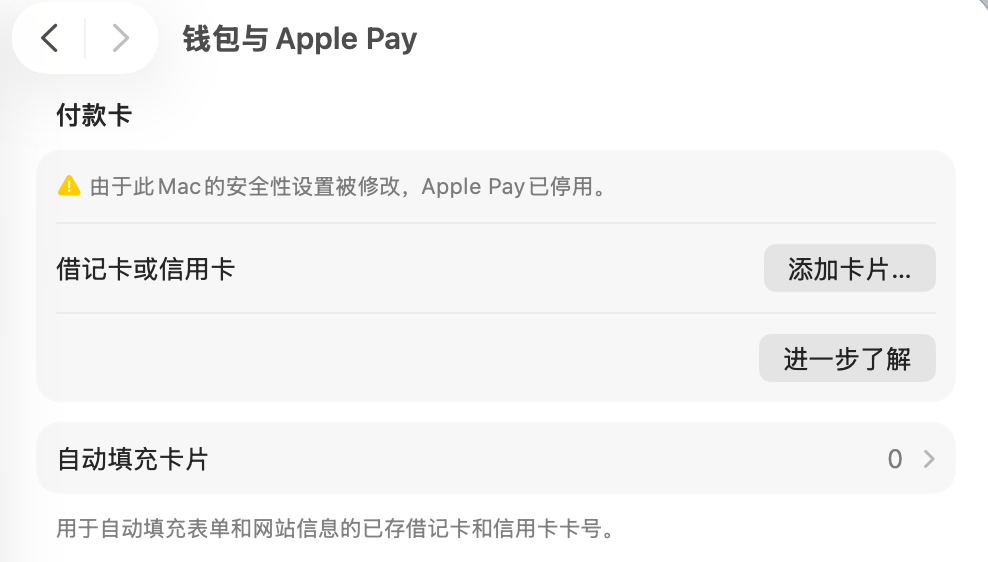 钱包与 Apple Pay
付款卡
由于此Mac的安全性设置被修改，Apple Pay已停用。
借记卡或信用卡
添加卡片...
进一步了解
自动填充卡片
0
用于自动填充表单和网站信息的已存借记卡和信用卡卡号。